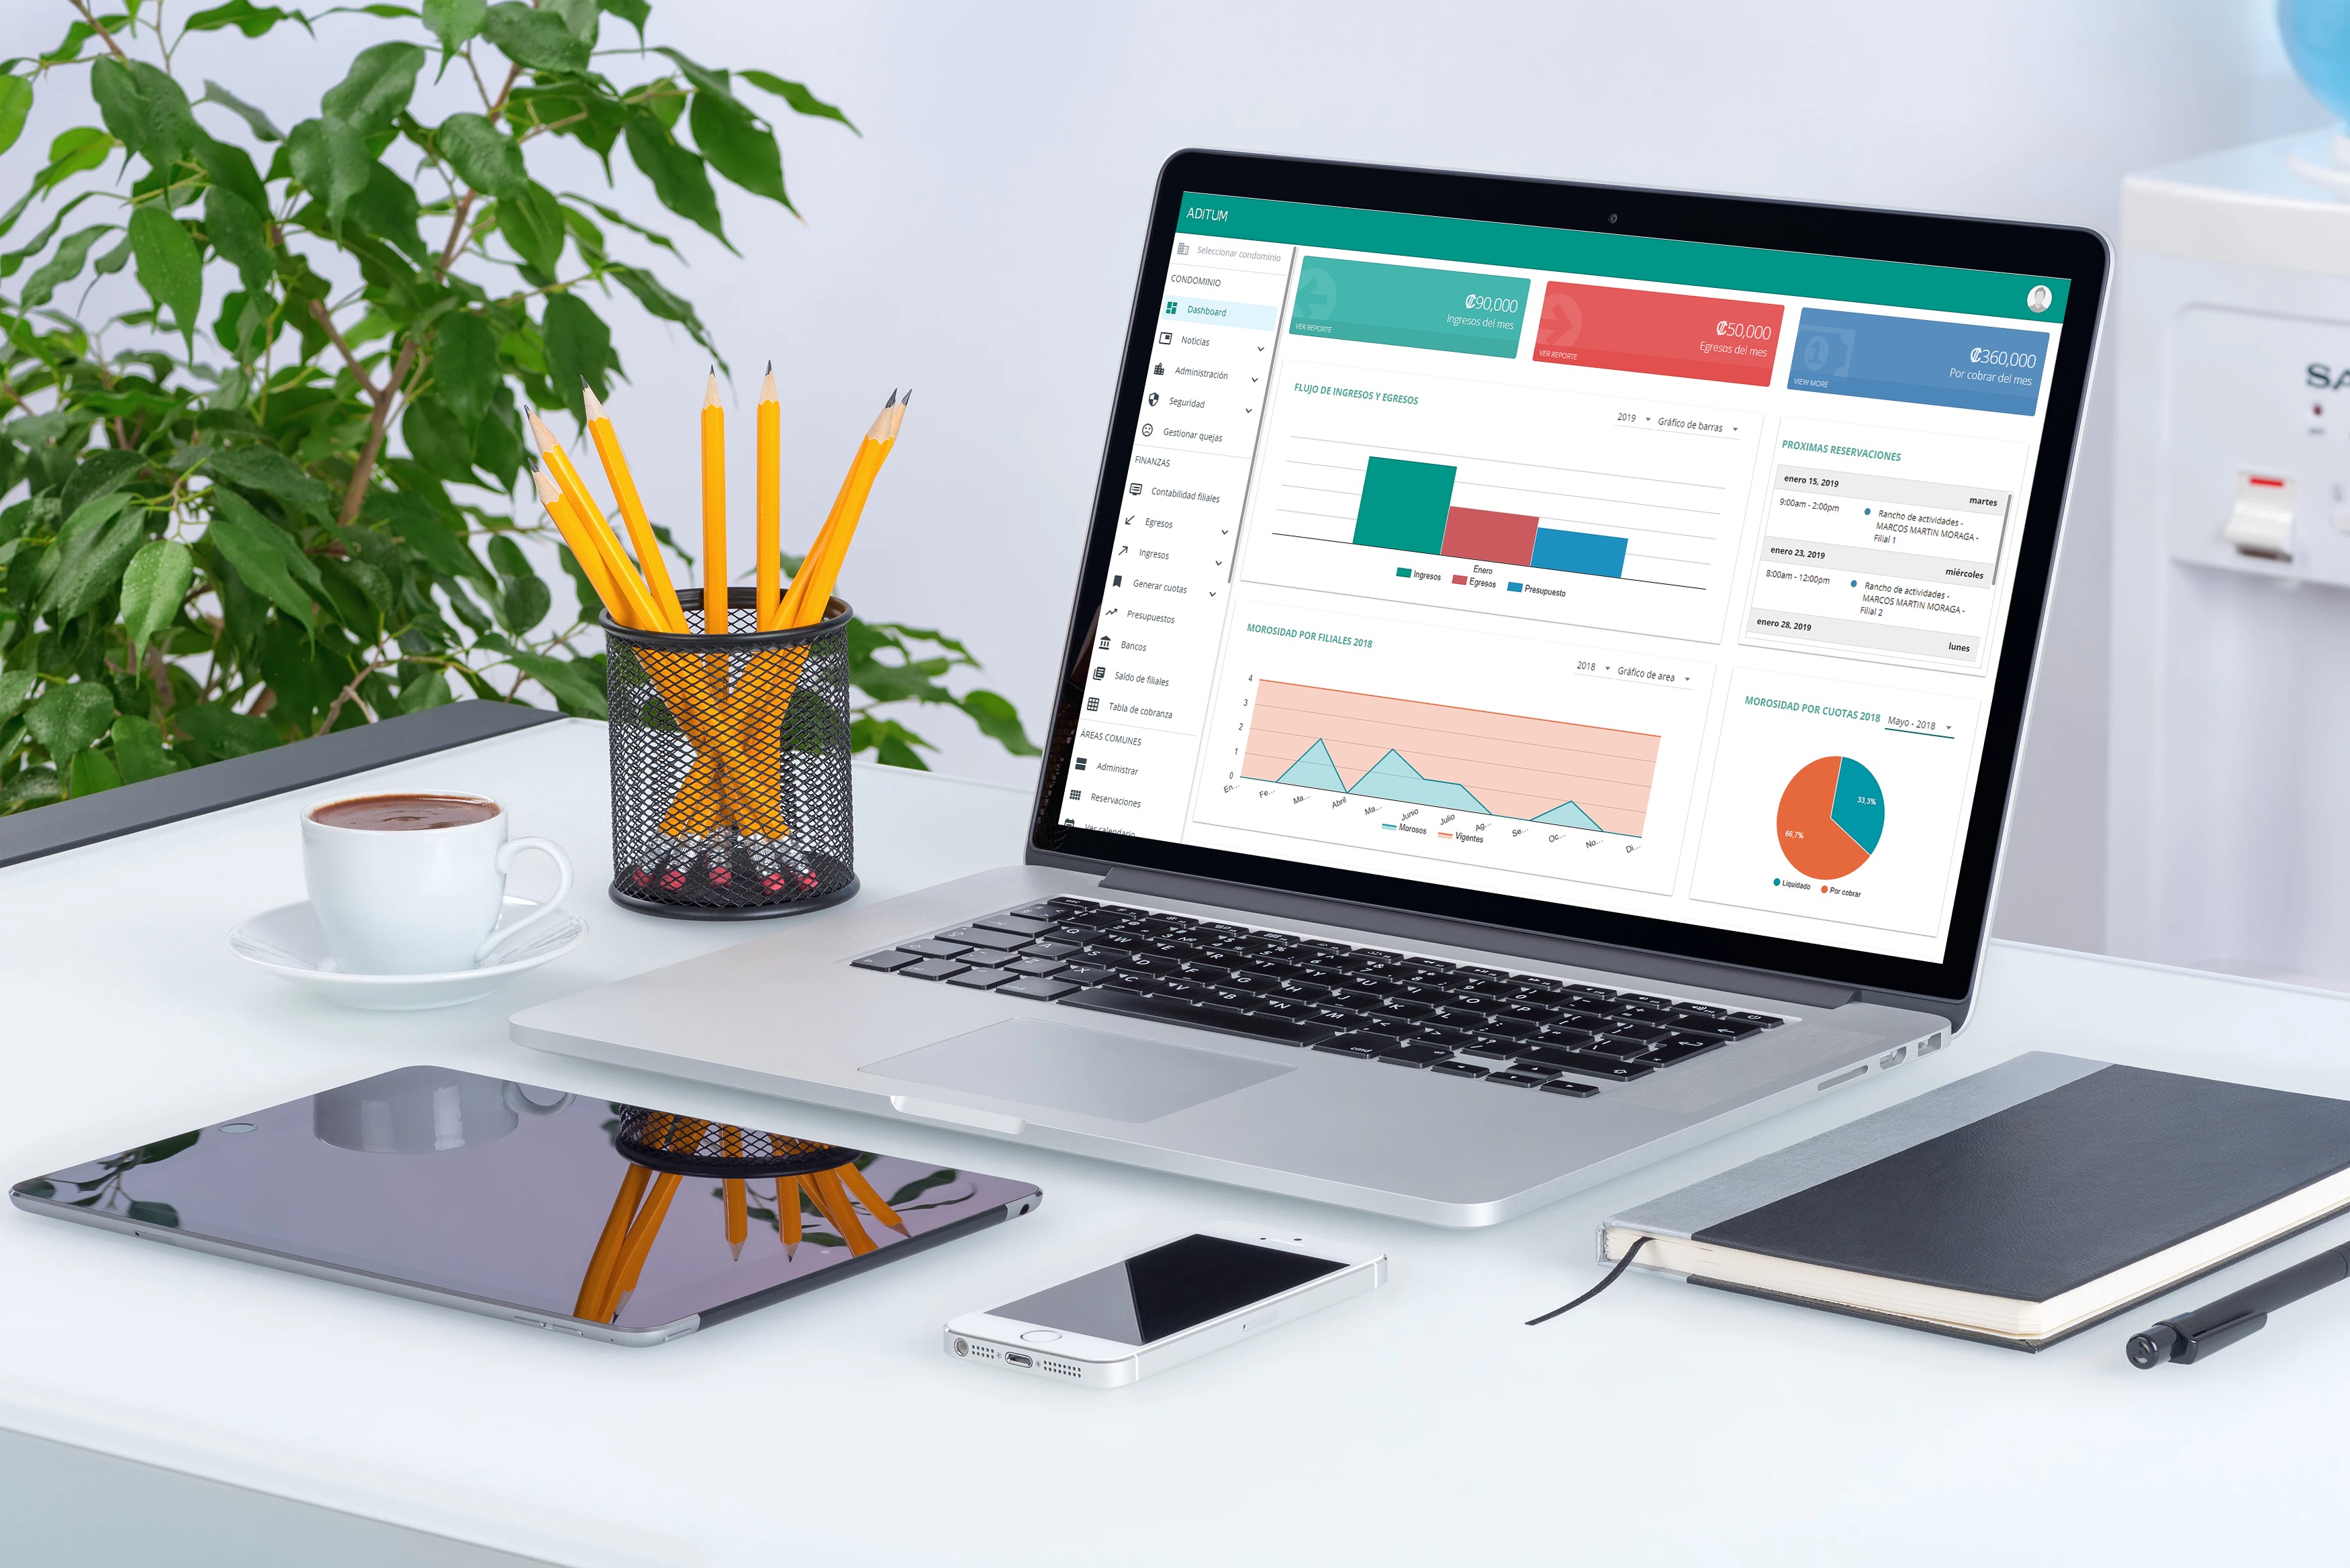 ADITUM
Seleccionar condominio
CONDOMINIO
Dashboard
Noticias
Administración
Seguridad
Gestionar quejas
FINANZAS
Contabilidad filiales
Egresos
Ingresos
Generar cuotas
Presupuestos
Bancos
Saldo de filiales
Tabla de cobranza
ÁREAS COMUNES
Administrar
Reservaciones
Ver calendario
₡90,000
Ingresos del mes
VER REPORTE
₡50,000
Egresos del mes
VER REPORTE
₡360,000
Por cobrar del mes
VIEW MORE
FLUJO DE INGRESOS Y EGRESOS
2019 Gráfico de barras
Enero
Ingresos Egresos Presupuesto
PROXIMAS RESERVACIONES
enero 15, 2019 martes
9:00am - 2:00pm Rancho de actividades -
MARCOS MARTIN MORAGA -
Filial 1
enero 23, 2019 miércoles
8:00am - 12:00pm Rancho de actividades -
MARCOS MARTIN MORAGA -
Filial 2
enero 28, 2019 lunes
MOROSIDAD POR FILIALES 2018
2018 Gráfico de area
4
3
2
1
0
En... Fe... Ma... Abril Ma... Junio Julio Ag... Se... Oc... No... Di...
Morosos Vigentes
MOROSIDAD POR CUOTAS 2018 Mayo - 2018
33,3%
66,7%
Liquidado Por cobrar
SA
Q W E R T Y U I O P
A S D F G H J K L
X C V B N M
cmd